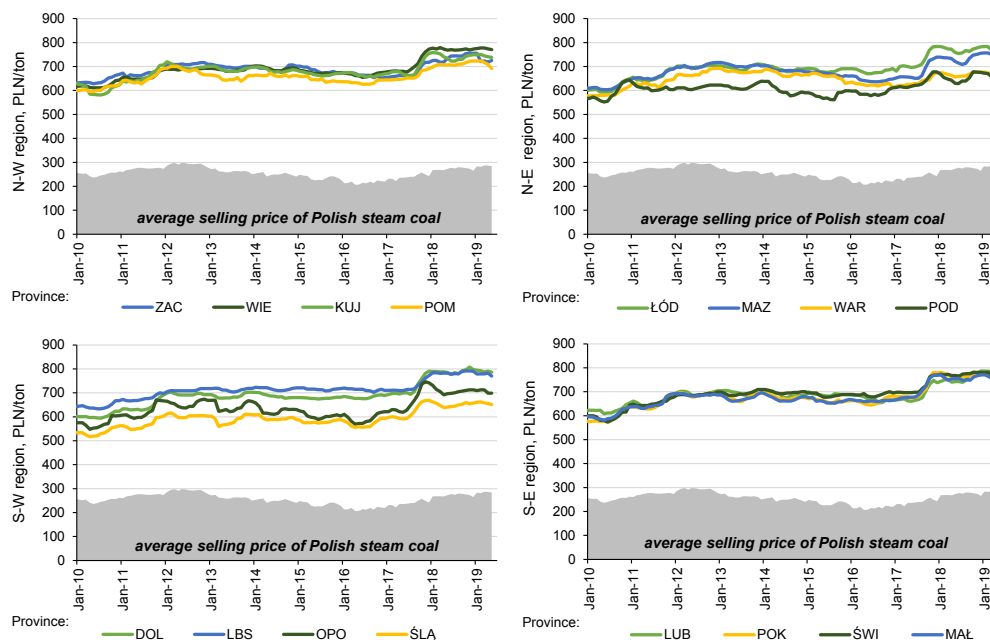 N-W region, PLN/ton
900
800
700
600
500
400
300
200
100
0
average selling price of Polish steam coal
Jan-10
Jan-11
Jan-12
Jan-13
Jan-14
Jan-15
Jan-16
Jan-17
Jan-18
Jan-19
Province:
ZAC WIE KUJ POM
N-E region, PLN/ton
900
800
700
600
500
400
300
200
100
0
average selling price of Polish steam coal
Jan-10
Jan-11
Jan-12
Jan-13
Jan-14
Jan-15
Jan-16
Jan-17
Jan-18
Jan-19
Province:
ŁÓD MAZ WAR POD
S-W region, PLN/ton
900
800
700
600
500
400
300
200
100
0
average selling price of Polish steam coal
Jan-10
Jan-11
Jan-12
Jan-13
Jan-14
Jan-15
Jan-16
Jan-17
Jan-18
Jan-19
Province:
DOL LBS OPO ŚLĄ
S-E region, PLN/ton
900
800
700
600
500
400
300
200
100
0
average selling price of Polish steam coal
Jan-10
Jan-11
Jan-12
Jan-13
Jan-14
Jan-15
Jan-16
Jan-17
Jan-18
Jan-19
Province:
LUB POK ŚWI MAŁ